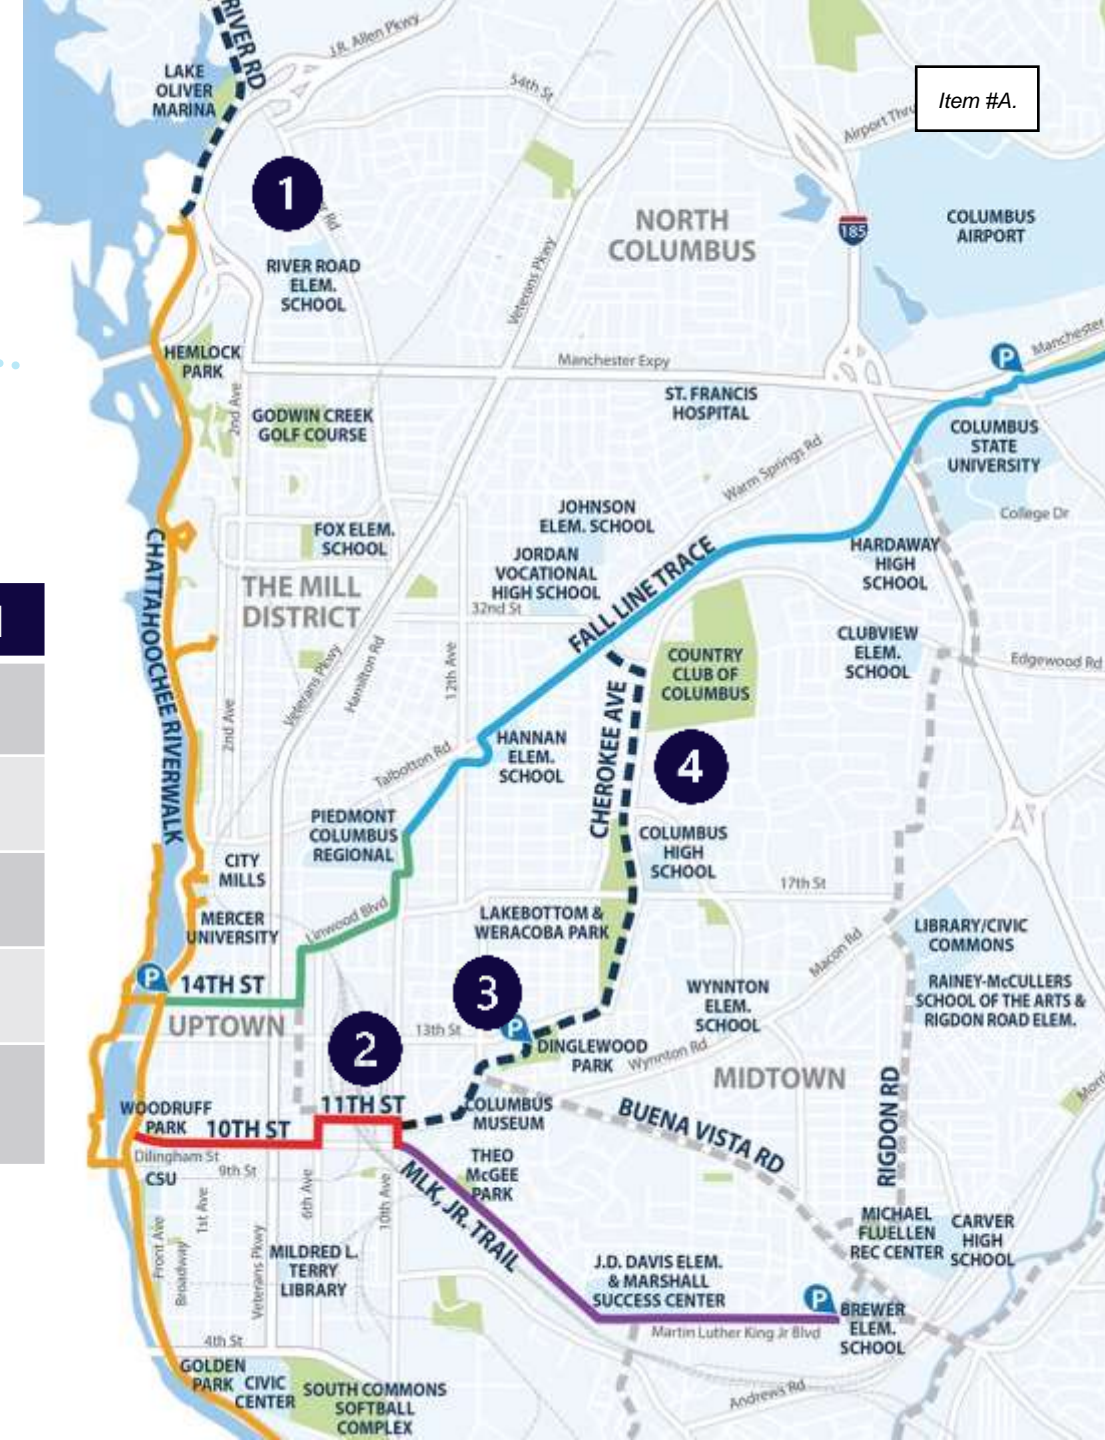 RIVER RD
J.R. Allen Pkwy
LAKE
OLIVER
MARINA
54th St
Item #A.
Airport Thru
1
Rd
NORTH
COLUMBUS
185
COLUMBUS
AIRPORT
RIVER ROAD
ELEM.
SCHOOL
Veterans Pkwy
HEMLOCK
PARK
Manchester Expy
P
Manchester
2nd Ave
GODWIN CREEK
GOLF COURSE
ST. FRANCIS
HOSPITAL
COLUMBUS
STATE
UNIVERSITY
Warm Springs Rd
JOHNSON
ELEM. SCHOOL
College Dr
FOX ELEM.
SCHOOL
JORDAN
VOCATIONAL
HIGH SCHOOL
HARDAWAY
HIGH
SCHOOL
CHATTAHOOCHEE RIVERWALK
THE MILL
DISTRICT
32nd St
FALL LINE TRACE
CLUBVIEW
ELEM.
SCHOOL
Edgewood Rd
COUNTRY
CLUB OF
COLUMBUS
Veterans Pkwy
Hamilton Rd
12th Ave
2nd Ave
CHEROKEE AVE
HANNAN
ELEM.
SCHOOL
4
Talbotton Rd
PIEDMONT
COLUMBUS
REGIONAL
COLUMBUS
HIGH
SCHOOL
CITY
MILLS
17th St
MERCER
UNIVERSITY
Linwood Blvd
LAKEBOTTOM &
WERACOBA PARK
Macon Rd
LIBRARY/CIVIC
COMMONS
P
14TH ST
3
WYNNTON
ELEM.
SCHOOL
RAINEY-McCULLERS
SCHOOL OF THE ARTS &
RIGDON ROAD ELEM.
UPTOWN
13th St
P
2
DINGLEWOOD
PARK
Wynnton Rd
MIDTOWN
WOODRUFF
PARK
10TH ST
11TH ST
COLUMBUS
MUSEUM
BUENA VISTA RD
RIGDON RD
Dilingham St
9th St
CSU
THEO
McGEE
PARK
MLK, JR. TRAIL
6th Ave
10th Ave
1st Ave
Front Ave
Broadway
Veterans Pkwy
MILDRED L.
TERRY
LIBRARY
MICHAEL
FLUELLEN
REC CENTER
CARVER
HIGH
SCHOOL
J.D. DAVIS ELEM.
& MARSHALL
SUCCESS CENTER
P
BREWER
ELEM.
SCHOOL
Martin Luther King Jr Blvd
4th St
GOLDEN
PARK
CIVIC
CENTER
SOUTH COMMONS
SOFTBALL
COMPLEX
Andrews Rd